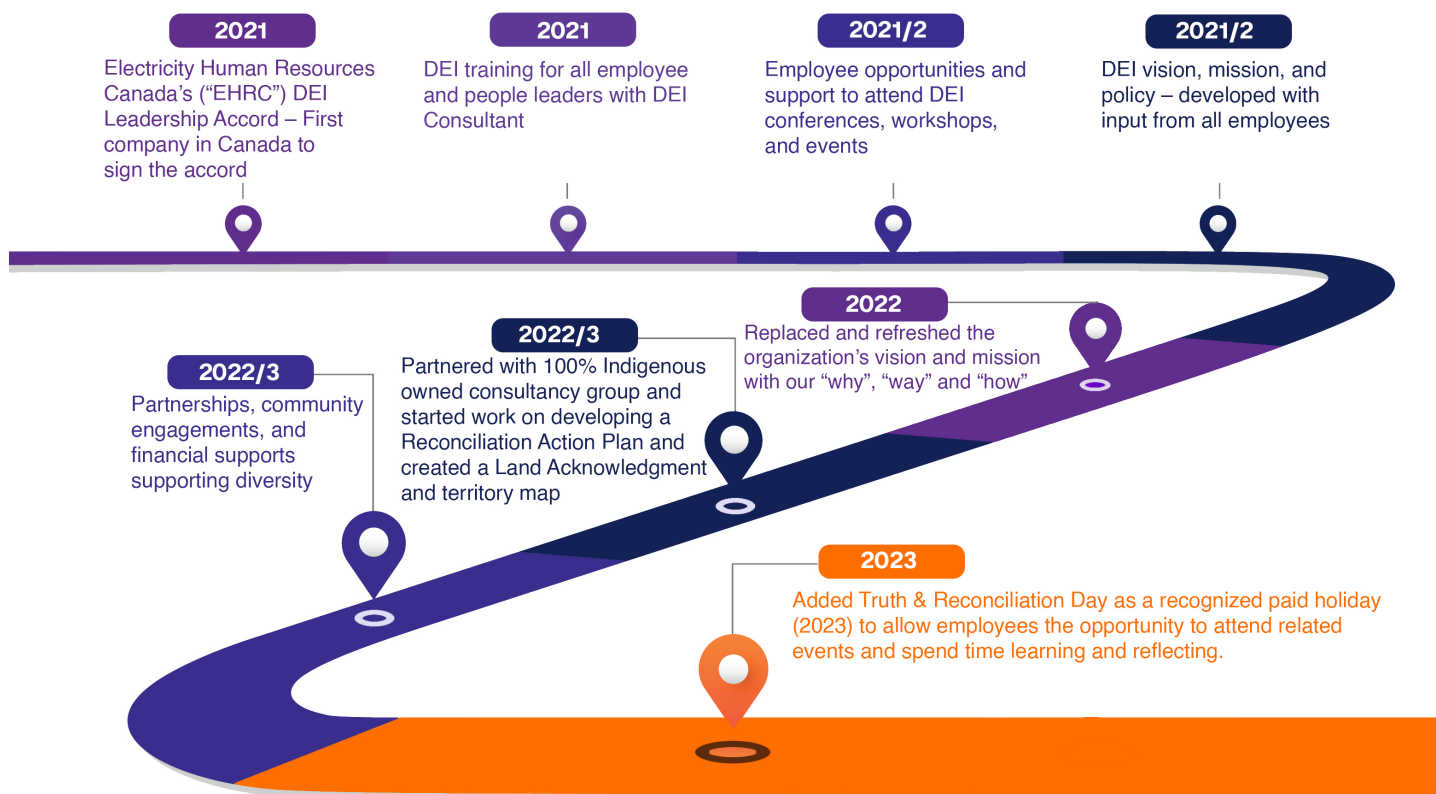 2021
Electricity Human Resources
Canada's (“EHRC”) DEI
Leadership Accord – First
company in Canada to
sign the accord
2021
DEI training for all employee
and people leaders with DEI
Consultant
2021/2
Employee opportunities and
support to attend DEI
conferences, workshops,
and events
2021/2
DEI vision, mission, and
policy – developed with
input from all employees
2022
Replaced and refreshed the
organization's vision and mission
with our “why”, “way” and “how”
2022/3
Partnered with 100% Indigenous
owned consultancy group and
started work on developing a
Reconciliation Action Plan and
created a Land Acknowledgment
and territory map
2022/3
Partnerships, community
engagements, and
financial supports
supporting diversity
2023
Added Truth & Reconciliation Day as a recognized paid holiday
(2023) to allow employees the opportunity to attend related
events and spend time learning and reflecting.